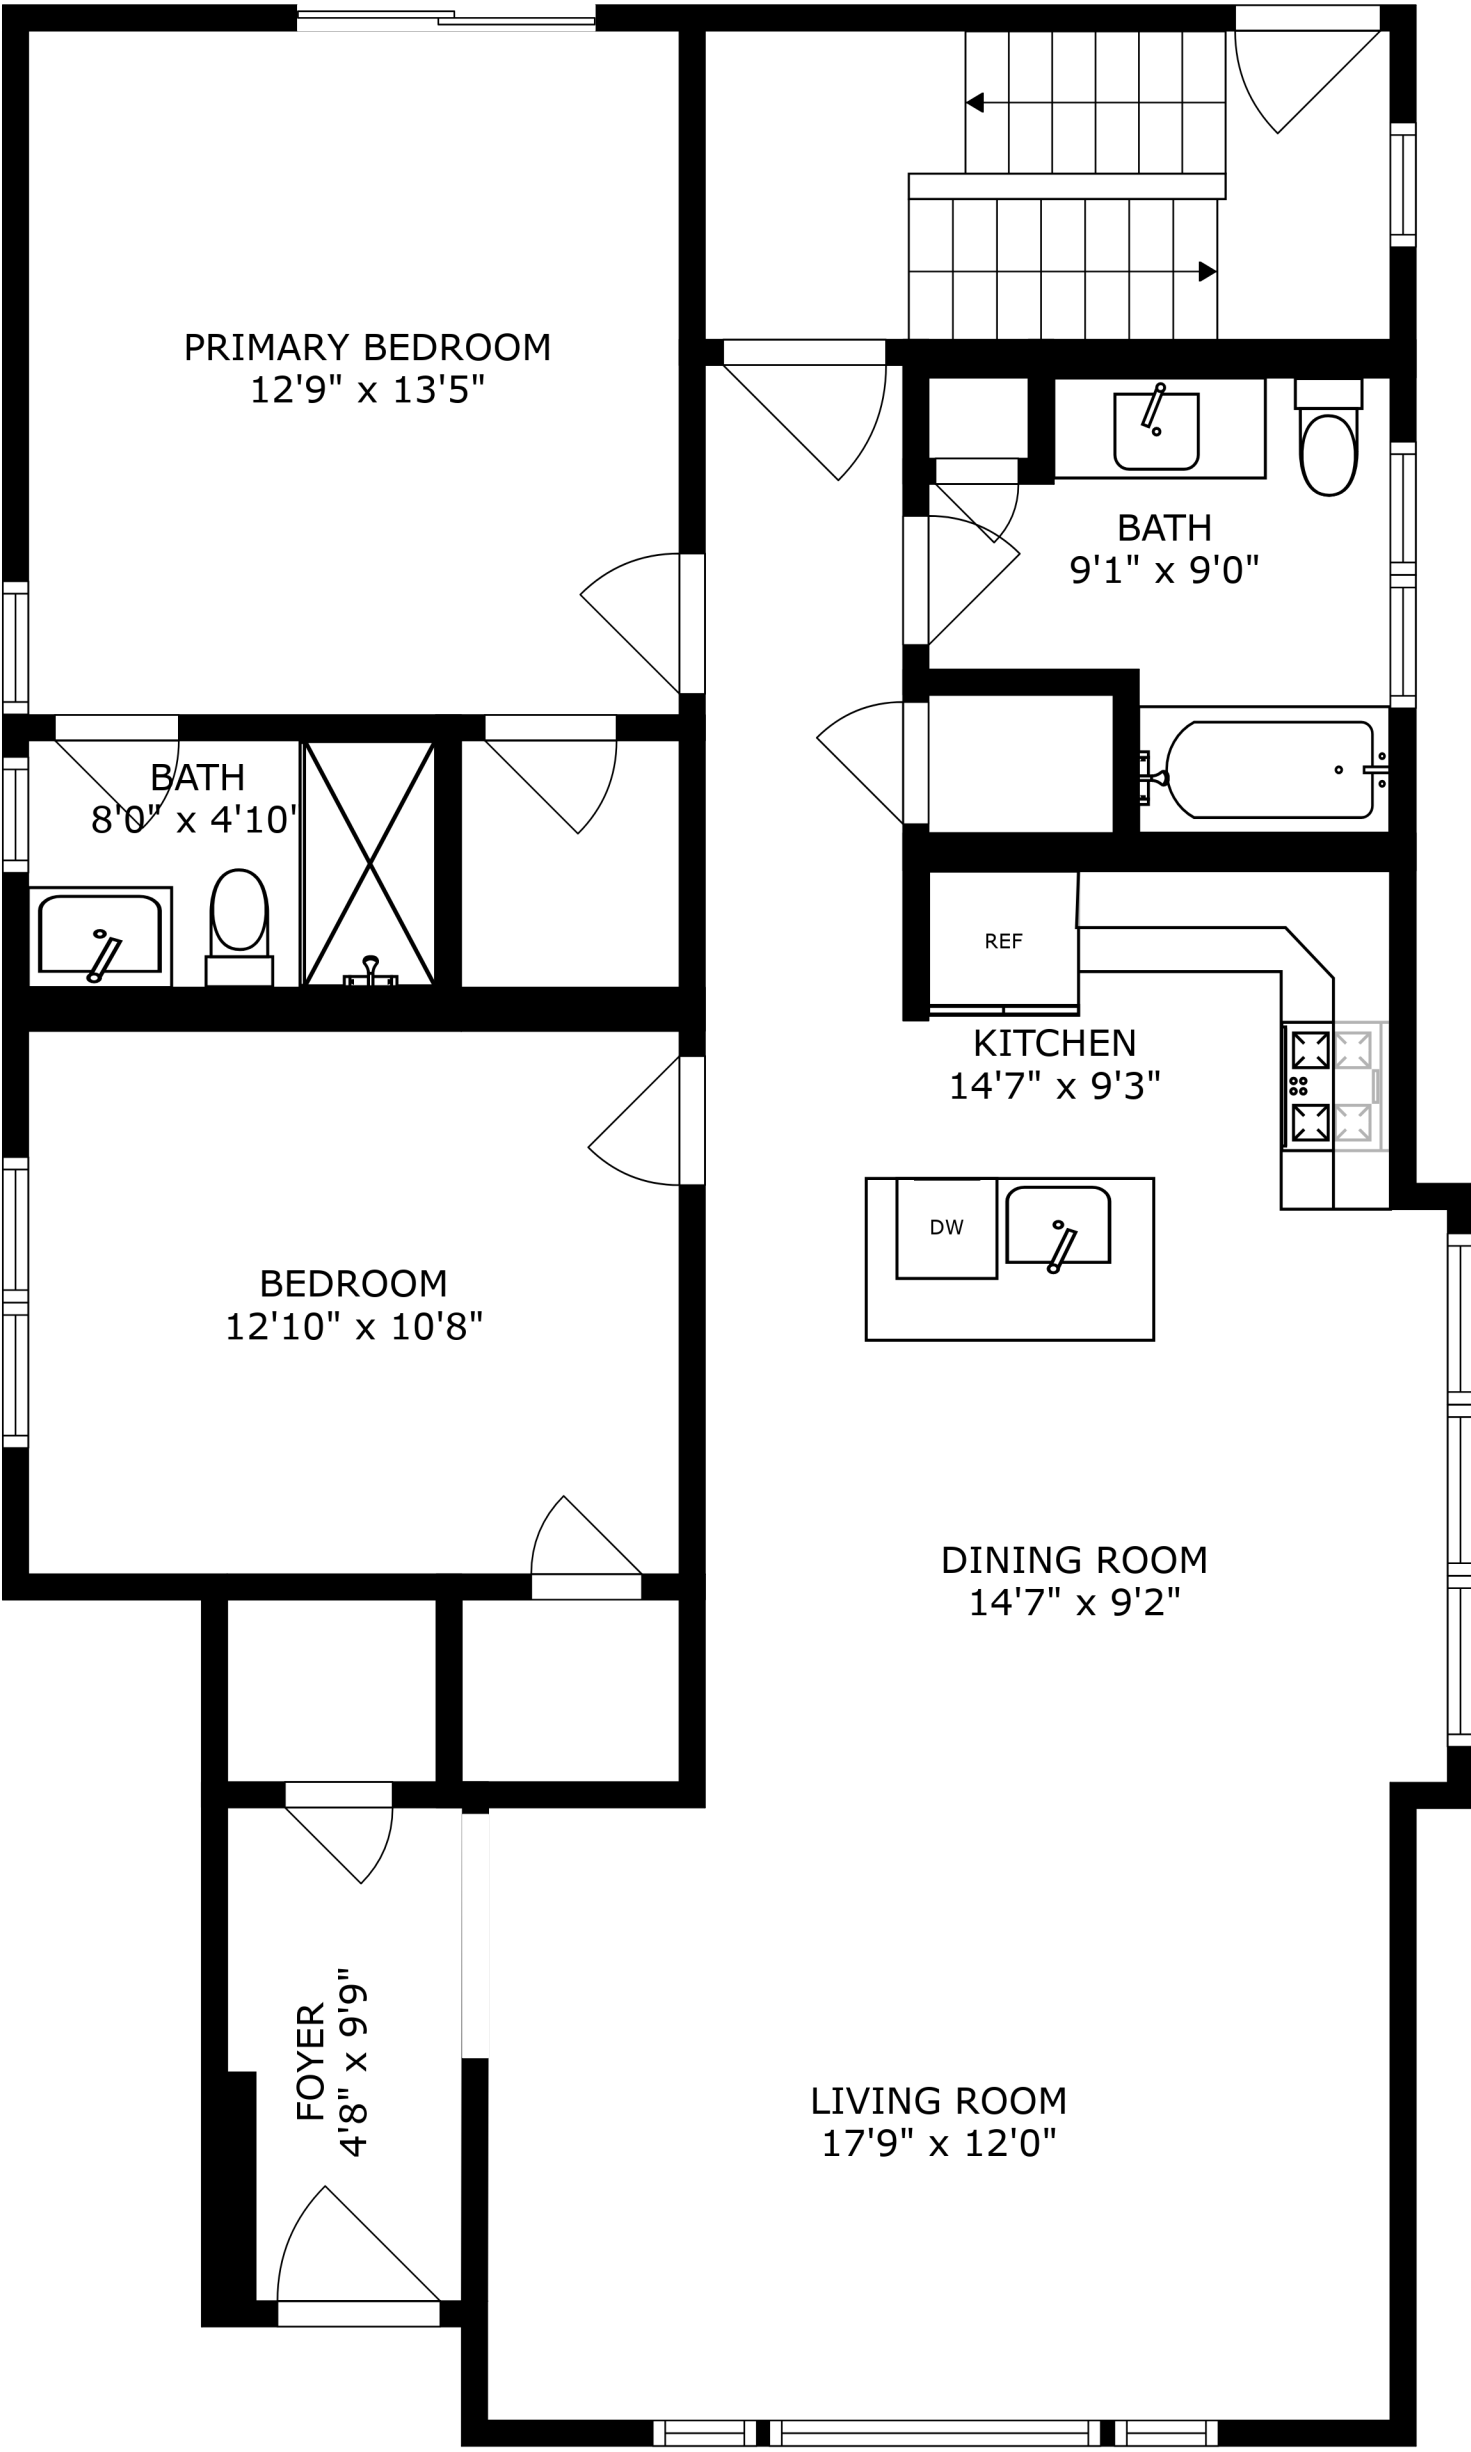 PRIMARY BEDROOM
12'9" x 13'5"
BATH
9'1" x 9'0"
BATH
8'0" x 4'10'
REF
KITCHEN
14'7" x 9'3"
DW
BEDROOM
12'10" x 10'8"
DINING ROOM
14'7" x 9'2"
FOYER
4'8" x 9'9"
LIVING ROOM
17'9" x 12'0"